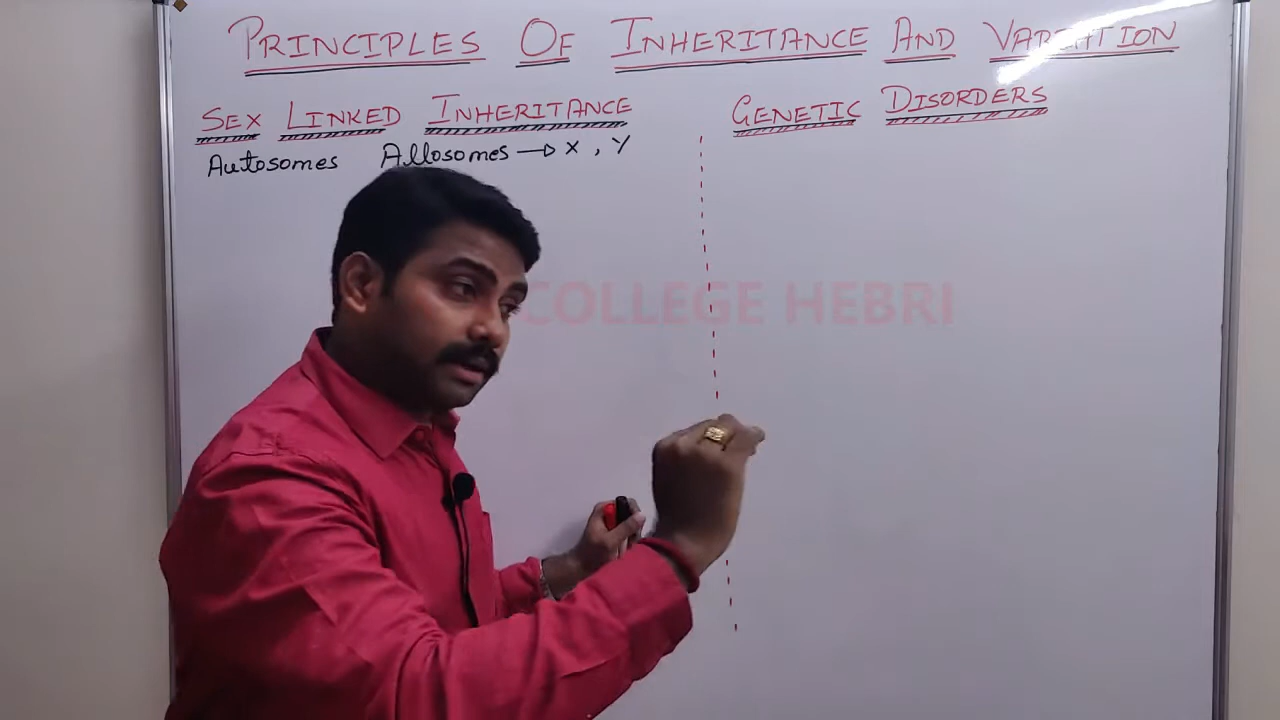 PRINCIPLES OF INHERITANCE AND VARIATION
SEX LINKED INHERITANCE
Autosomes Allosomes → X , Y
GENETIC DISORDERS
COLLEGE HEBRI